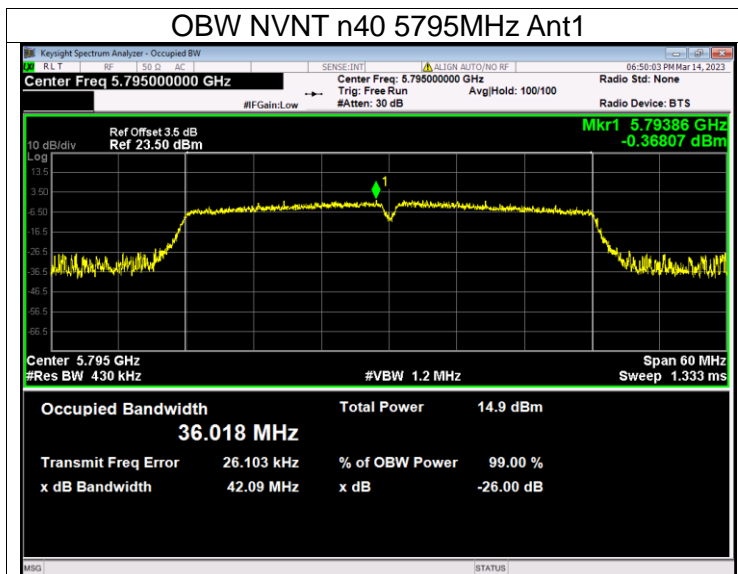 OBW NVNT n40 5795MHz Ant1
Keysight Spectrum Analyzer - Occupied BW
LXI RLT RF 50 Ω AC SENSE:INT ALIGN AUTO/NO RF 06:50:03 PM Mar 14, 2023
Center Freq 5.795000000 GHz Center Freq: 5.795000000 GHz Radio Std: None
Trig: Free Run Avg|Hold: 100/100
#IFGain:Low #Atten: 30 dB Radio Device: BTS
Mkr1 5.79386 GHz
-0.36807 dBm
Ref Offset 3.5 dB
10 dB/div Ref 23.50 dBm
Log
13.5
3.50
1
-6.50
-16.5
-26.5
-36.5
-46.5
-56.5
-66.5
Center 5.795 GHz Span 60 MHz
#Res BW 430 kHz #VBW 1.2 MHz Sweep 1.333 ms
Occupied Bandwidth Total Power 14.9 dBm
36.018 MHz
Transmit Freq Error 26.103 kHz % of OBW Power 99.00 %
x dB Bandwidth 42.09 MHz x dB -26.00 dB
MSG STATUS